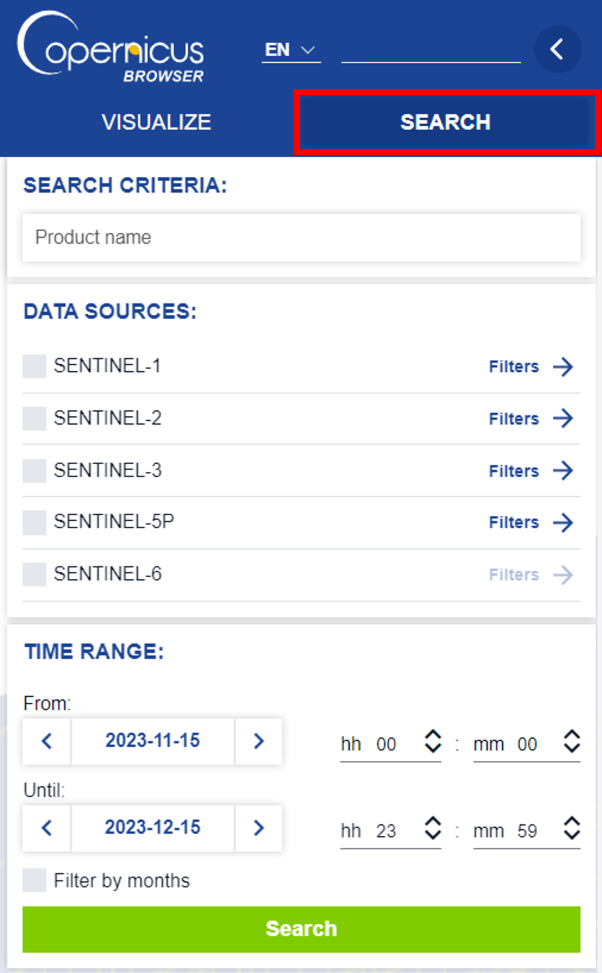 Copernicus
BROWSER
EN
VISUALIZE
SEARCH
SEARCH CRITERIA:
Product name
DATA SOURCES:
SENTINEL-1 Filters
SENTINEL-2 Filters
SENTINEL-3 Filters
SENTINEL-5P Filters
SENTINEL-6 Filters
TIME RANGE:
From:
2023-11-15 hh 00 : mm 00
Until:
2023-12-15 hh 23 : mm 59
Filter by months
Search